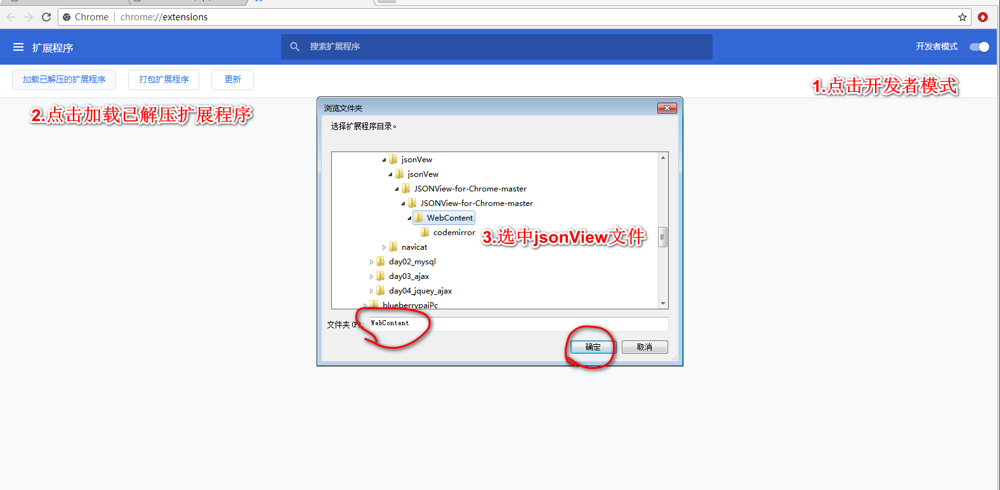 Chrome chrome://extensions
扩展程序
搜索扩展程序
开发者模式
加载已解压的扩展程序
打包扩展程序
更新
1.点击开发者模式
2.点击加载已解压扩展程序
浏览文件夹
选择扩展程序目录。
jsonVew
jsonVew
JSONView-for-Chrome-master
JSONView-for-Chrome-master
WebContent
codemirror
3.选中jsonView文件
navicat
day02_mysql
day03_ajax
day04_jquey_ajax
blueberrypaiPc
文件夹(F):
WebContent
确定
取消